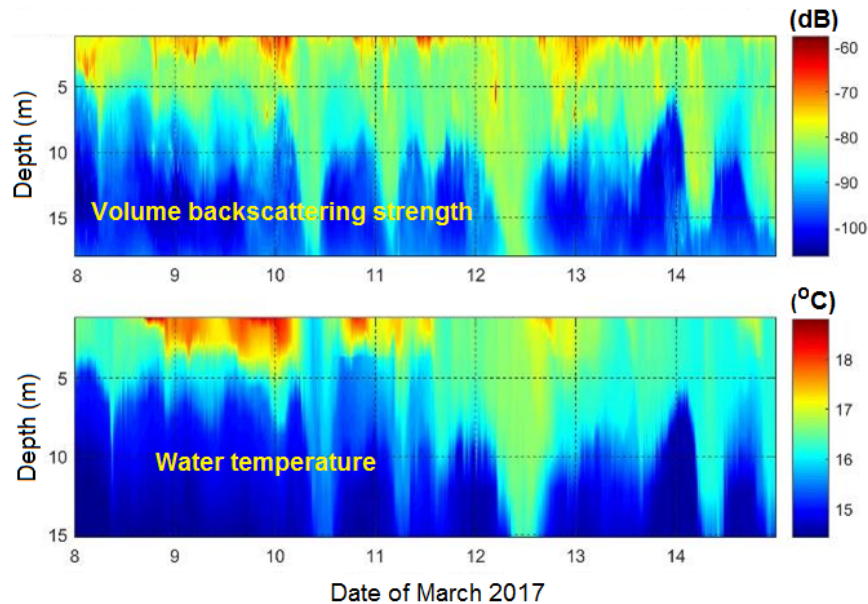 (dB)
-60
-70
-80
-90
-100
Depth (m)
5
10
15
Volume backscattering strength
8 9 10 11 12 13 14
(°C)
18
17
16
15
Depth (m)
5
10
15
Water temperature
8 9 10 11 12 13 14
Date of March 2017